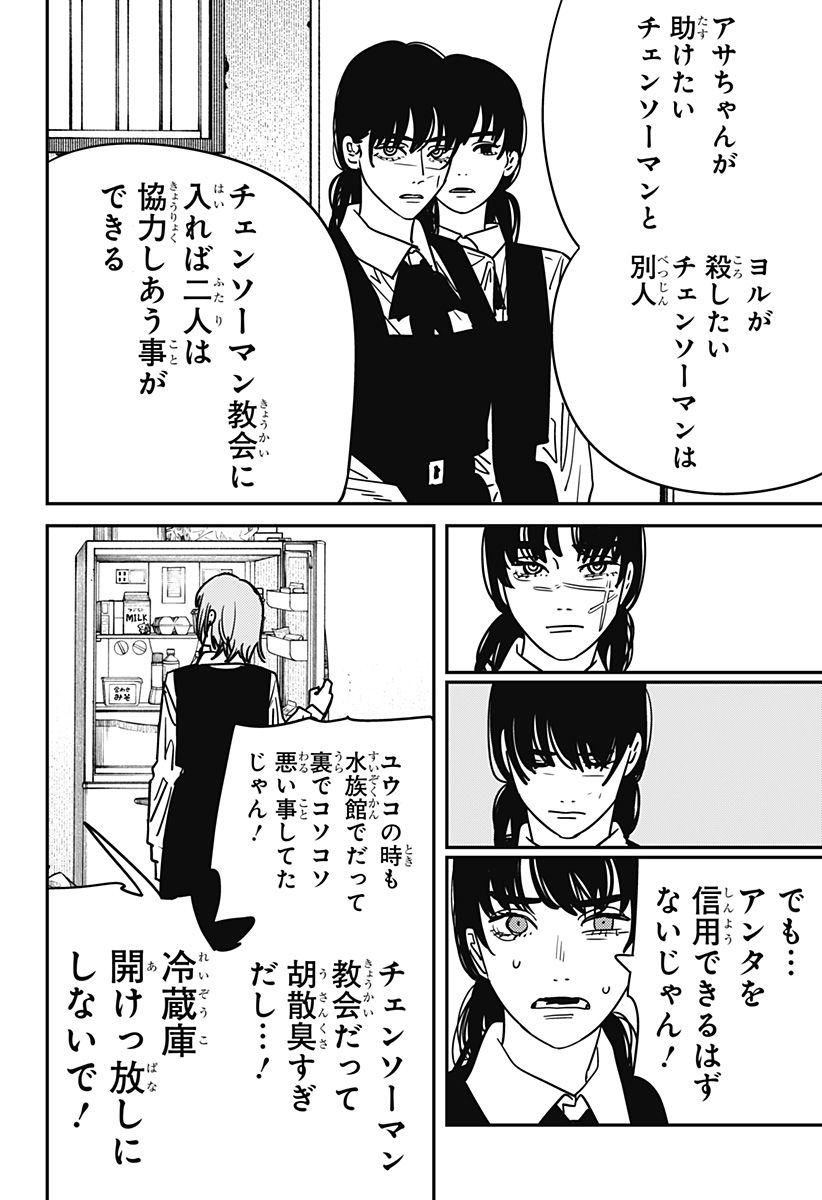 アサちゃんが
助けたい
チェンソーマンと
ヨルが
殺したい
チェンソーマンは
別人
チェンソーマン教会に
入れば二人は
協力しあう事が
できる
でも…
アンタを
信用できるはず
ないじゃん!
ユウコの時も
水族館でだって
裏でコソコソ
悪い事してた
じゃん!
チェンソーマン
教会だって
胡散臭すぎ
だし…!
冷蔵庫
開けっ放しに
しないで!
MILK
合わせ
みそ